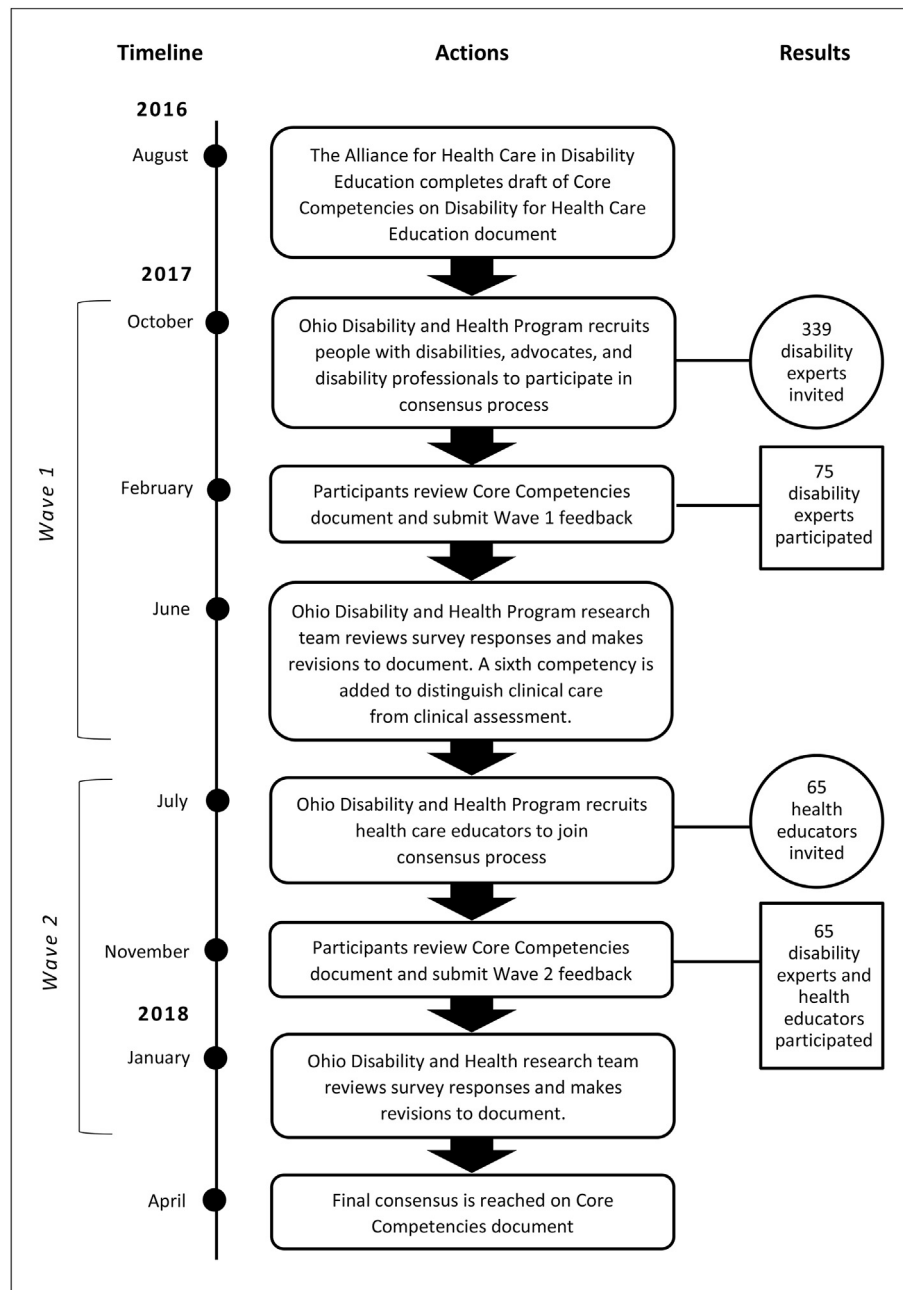 Timeline
Actions
Results
2016
August
The Alliance for Health Care in Disability
Education completes draft of Core
Competencies on Disability for Health Care
Education document
2017
Wave 1
October
Ohio Disability and Health Program recruits
people with disabilities, advocates, and
disability professionals to participate in
consensus process
339
disability
experts
invited
February
Participants review Core Competencies
document and submit Wave 1 feedback
75
disability
experts
participated
June
Ohio Disability and Health Program research
team reviews survey responses and makes
revisions to document. A sixth competency is
added to distinguish clinical care
from clinical assessment.
Wave 2
July
Ohio Disability and Health Program recruits
health care educators to join
consensus process
65
health
educators
invited
November
Participants review Core Competencies
document and submit Wave 2 feedback
65
disability
experts and
health
educators
participated
2018
January
Ohio Disability and Health research team
reviews survey responses and makes
revisions to document.
April
Final consensus is reached on Core
Competencies document